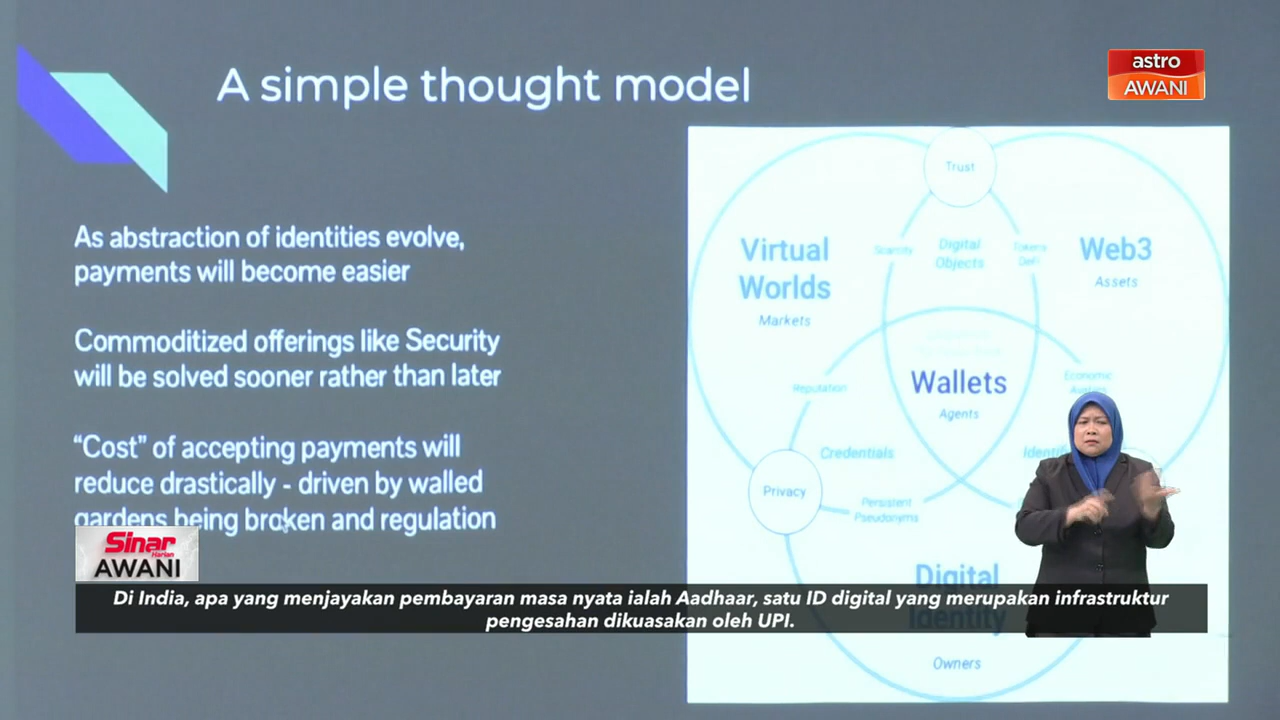 A simple thought model
astro
AWANI
As abstraction of identities evolve,
payments will become easier
Commoditized offerings like Security
will be solved sooner rather than later
“Cost” of accepting payments will
reduce drastically - driven by walled
gardens being broken and regulation
Trust
Virtual
Worlds
Markets
Scarcity
Digital
Objects
Tokens
DeFi
Web3
Assets
Reputation
Wallets
Agents
Economic
Credentials
Privacy
Persistent
Pseudonyms
Digital
Identity
Owners
Sinar
Harian
AWANI
Di India, apa yang menjayakan pembayaran masa nyata ialah Aadhaar, satu ID digital yang merupakan infrastruktur
pengesahan dikuasakan oleh UPI.